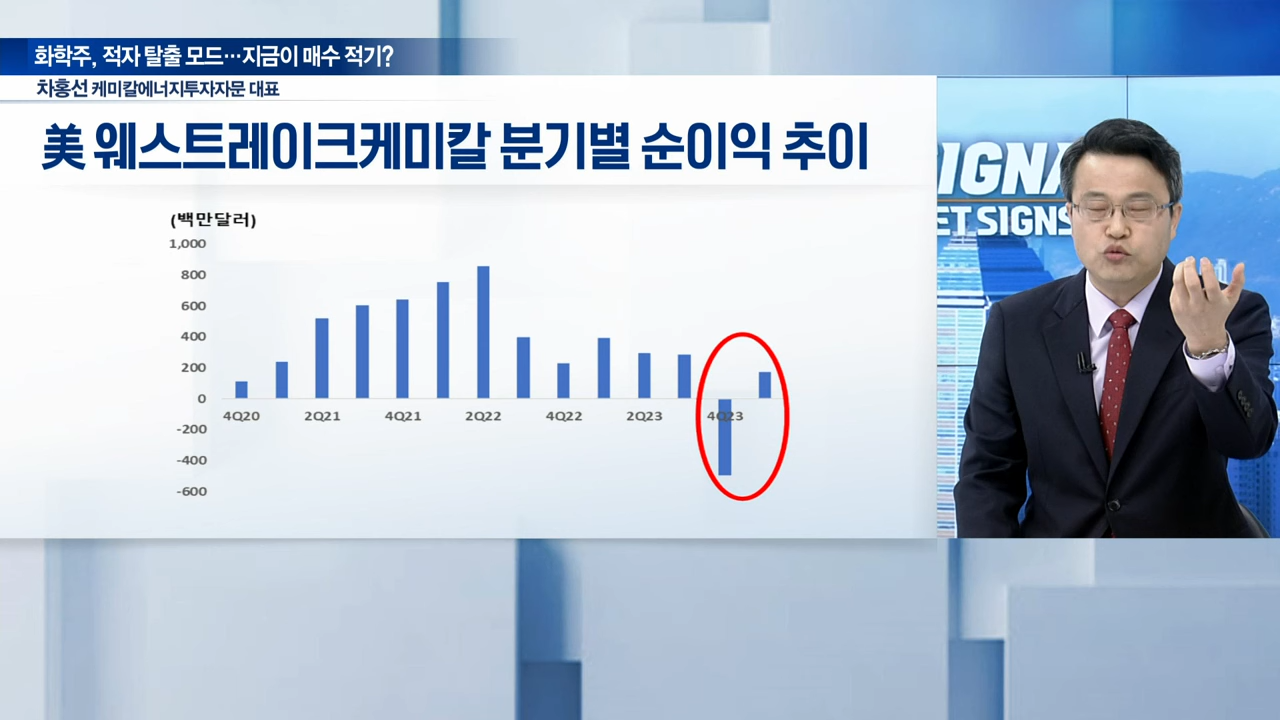 화학주, 적자 탈출 모드…지금이 매수 적기?
차홍선 케미칼에너지투자자문 대표
美 웨스트레이크케미칼 분기별 순이익 추이
(백만달러)
1,000
800
600
400
200
0
-200
-400
-600
4Q20 2Q21 4Q21 2Q22 4Q22 2Q23 4Q23
IGNA
ET SIGNS